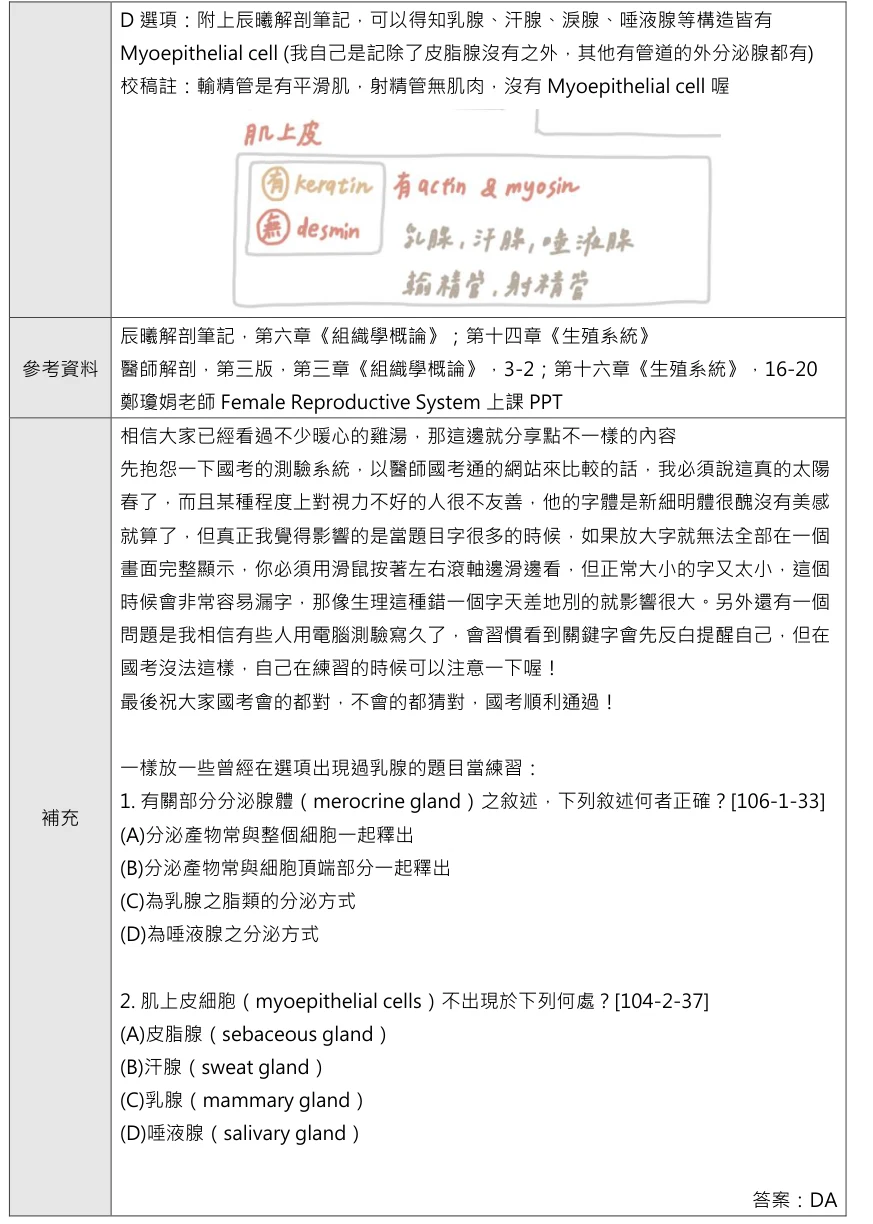 D 選項：附上辰曦解剖筆記，可以得知乳腺、汗腺、淚腺、唾液腺等構造皆有
Myoepithelial cell (我自己是記除了皮脂腺沒有之外，其他有管道的外分泌腺都有)
校稿註：輸精管是有平滑肌，射精管無肌肉，沒有 Myoepithelial cell 喔
肌上皮
有 keratin 有 actin & myosin
無 desmin 乳腺，汗腺，唾液腺
輸精管，射精管
參考資料
辰曦解剖筆記，第六章《組織學概論》；第十四章《生殖系統》
醫師解剖，第三版，第三章《組織學概論》，3-2；第十六章《生殖系統》，16-20
鄭瓊娟老師 Female Reproductive System 上課 PPT
補充
相信大家已經看過不少暖心的雞湯，那這邊就分享點不一樣的內容
先抱怨一下國考的測驗系統，以醫師國考通的網站來比較的話，我必須說這真的太陽
春了，而且某種程度上對視力不好的人很不友善，他的字體是新細明體很醜沒有美感
就算了，但真正我覺得影響的是當題目字很多的時候，如果放大字就無法全部在一個
畫面完整顯示，你必須用滑鼠按著左右滾軸邊滑邊看，但正常大小的字又太小，這個
時候會非常容易漏字，那像生理這種錯一個字天差地別的就影響很大。另外還有一個
問題是我相信有些人用電腦測驗寫久了，會習慣看到關鍵字會先反白提醒自己，但在
國考沒法這樣，自己在練習的時候可以注意一下喔！
最後祝大家國考會的都對，不會的都猜對，國考順利通過！
一樣放一些曾經在選項出現過乳腺的題目當練習：
1. 有關部分分泌腺體（merocrine gland）之敘述，下列敘述何者正確？[106-1-33]
(A)分泌產物常與整個細胞一起釋出
(B)分泌產物常與細胞頂端部分一起釋出
(C)為乳腺之脂類的分泌方式
(D)為唾液腺之分泌方式
2. 肌上皮細胞（myoepithelial cells）不出現於下列何處？[104-2-37]
(A)皮脂腺（sebaceous gland）
(B)汗腺（sweat gland）
(C)乳腺（mammary gland）
(D)唾液腺（salivary gland）
答案：DA